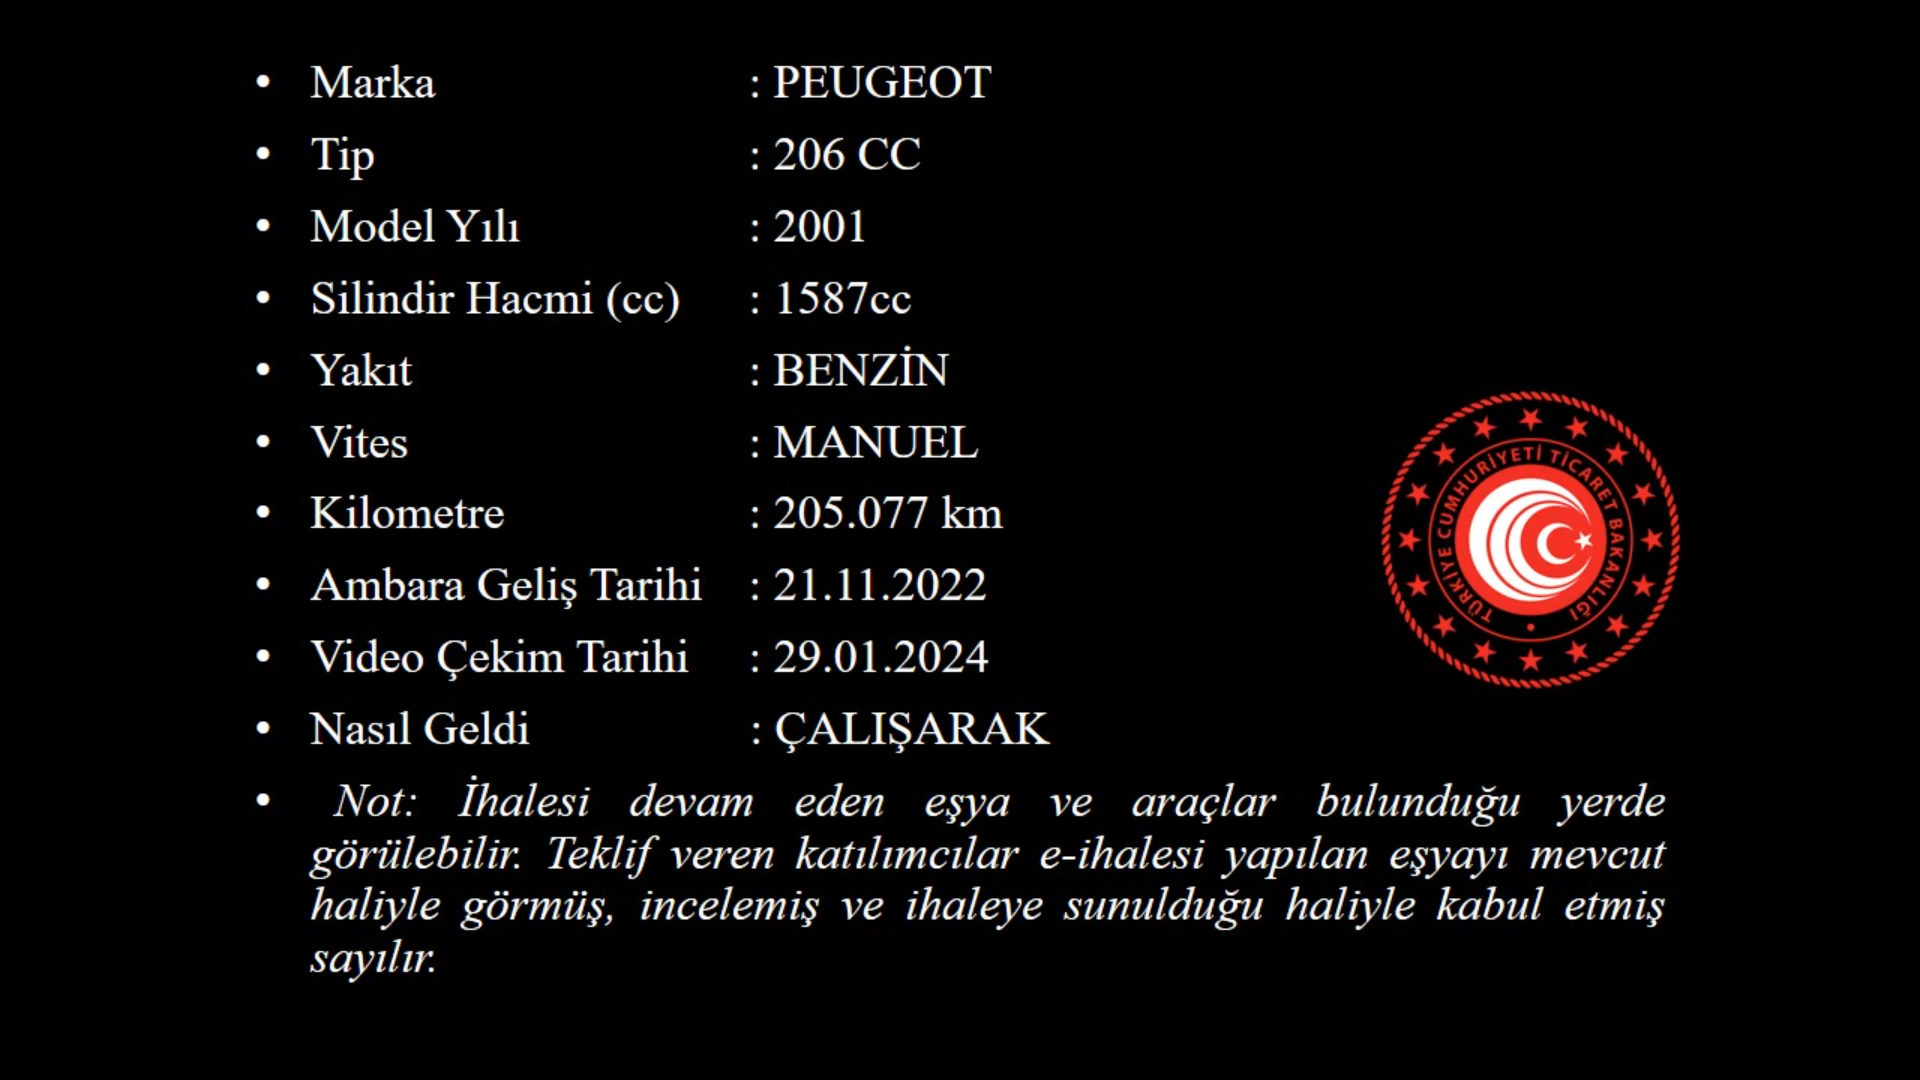 • Marka : PEUGEOT
• Tip : 206 CC
• Model Yılı : 2001
• Silindir Hacmi (cc) : 1587cc
• Yakıt : BENZİN
• Vites : MANUEL
• Kilometre : 205.077 km
• Ambara Geliş Tarihi : 21.11.2022
• Video Çekim Tarihi : 29.01.2024
• Nasıl Geldi : ÇALIŞARAK
• Not: İhalesi devam eden eşya ve araçlar bulunduğu yerde
görülebilir. Teklif veren katılımcılar e-ihalesi yapılan eşyayı mevcut
haliyle görmüş, incelemiş ve ihaleye sunulduğu haliyle kabul etmiş
sayılır.
TÜRKİYE CUMHURİYETİ TİCARET BAKANLIĞI